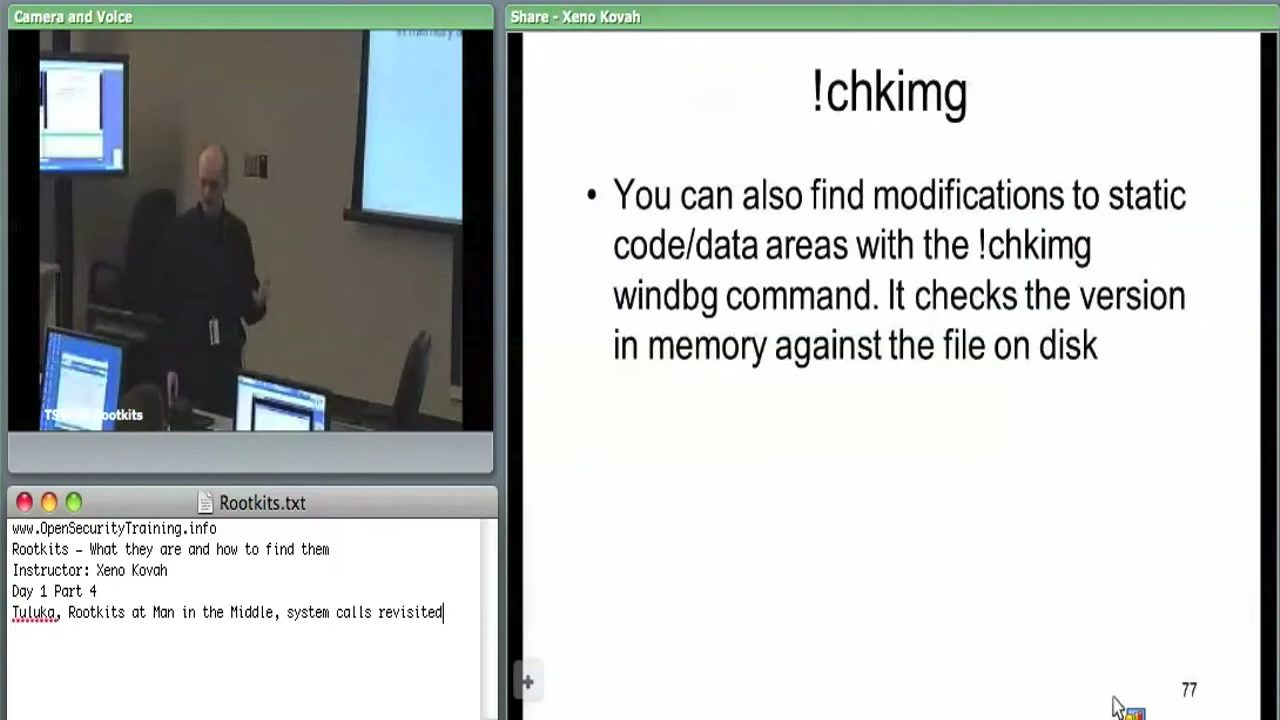 Camera and Voice
TS Rootkits
Rootkits.txt
www.OpenSecurityTraining.info
Rootkits – What they are and how to find them
Instructor: Xeno Kovah
Day 1 Part 4
Tuluka, Rootkits at Man in the Middle, system calls revisited
Share - Xeno Kovah
!chkimg
• You can also find modifications to static
code/data areas with the !chkimg
windbg command. It checks the version
in memory against the file on disk
77